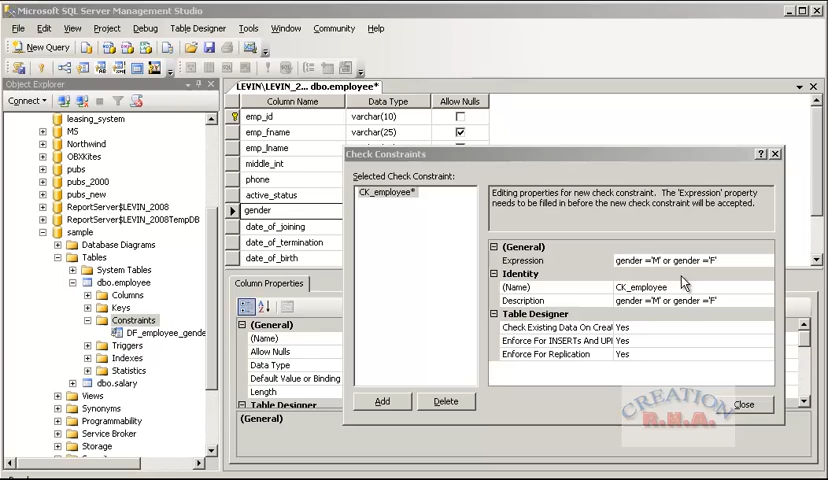 Microsoft SQL Server Management Studio
File Edit View Project Debug Table Designer Tools Window Community Help
New Query
Object Explorer
Connect
leasing_system
MS
Northwind
OBXKites
pubs
pubs_2000
pubs_new
ReportServer$LEVIN_2008
ReportServer$LEVIN_2008TempDB
sample
Database Diagrams
Tables
System Tables
dbo.employee
Columns
Keys
Constraints
DF_employee_gende
Triggers
Indexes
Statistics
dbo.salary
Views
Synonyms
Programmability
Service Broker
Storage
LEVIN\LEVIN_2... dbo.employee*
Column Name Data Type Allow Nulls
emp_id varchar(10)
emp_fname varchar(25)
emp_lname
middle_int
phone
active_status
gender
date_of_joining
date_of_termination
date_of_birth
Column Properties
(General)
(Name)
Allow Nulls
Data Type
Default Value or Binding
Length
Table Designer
(General)
Check Constraints
Selected Check Constraint:
CK_employee*
Editing properties for new check constraint. The 'Expression' property
needs to be filled in before the new check constraint will be accepted.
(General)
Expression gender ='M' or gender ='F'
Identity
(Name) CK_employee
Description gender ='M' or gender ='F'
Table Designer
Check Existing Data On Creat Yes
Enforce For INSERTs And UPI Yes
Enforce For Replication Yes
Add Delete Close
CREATION
R.N.A.